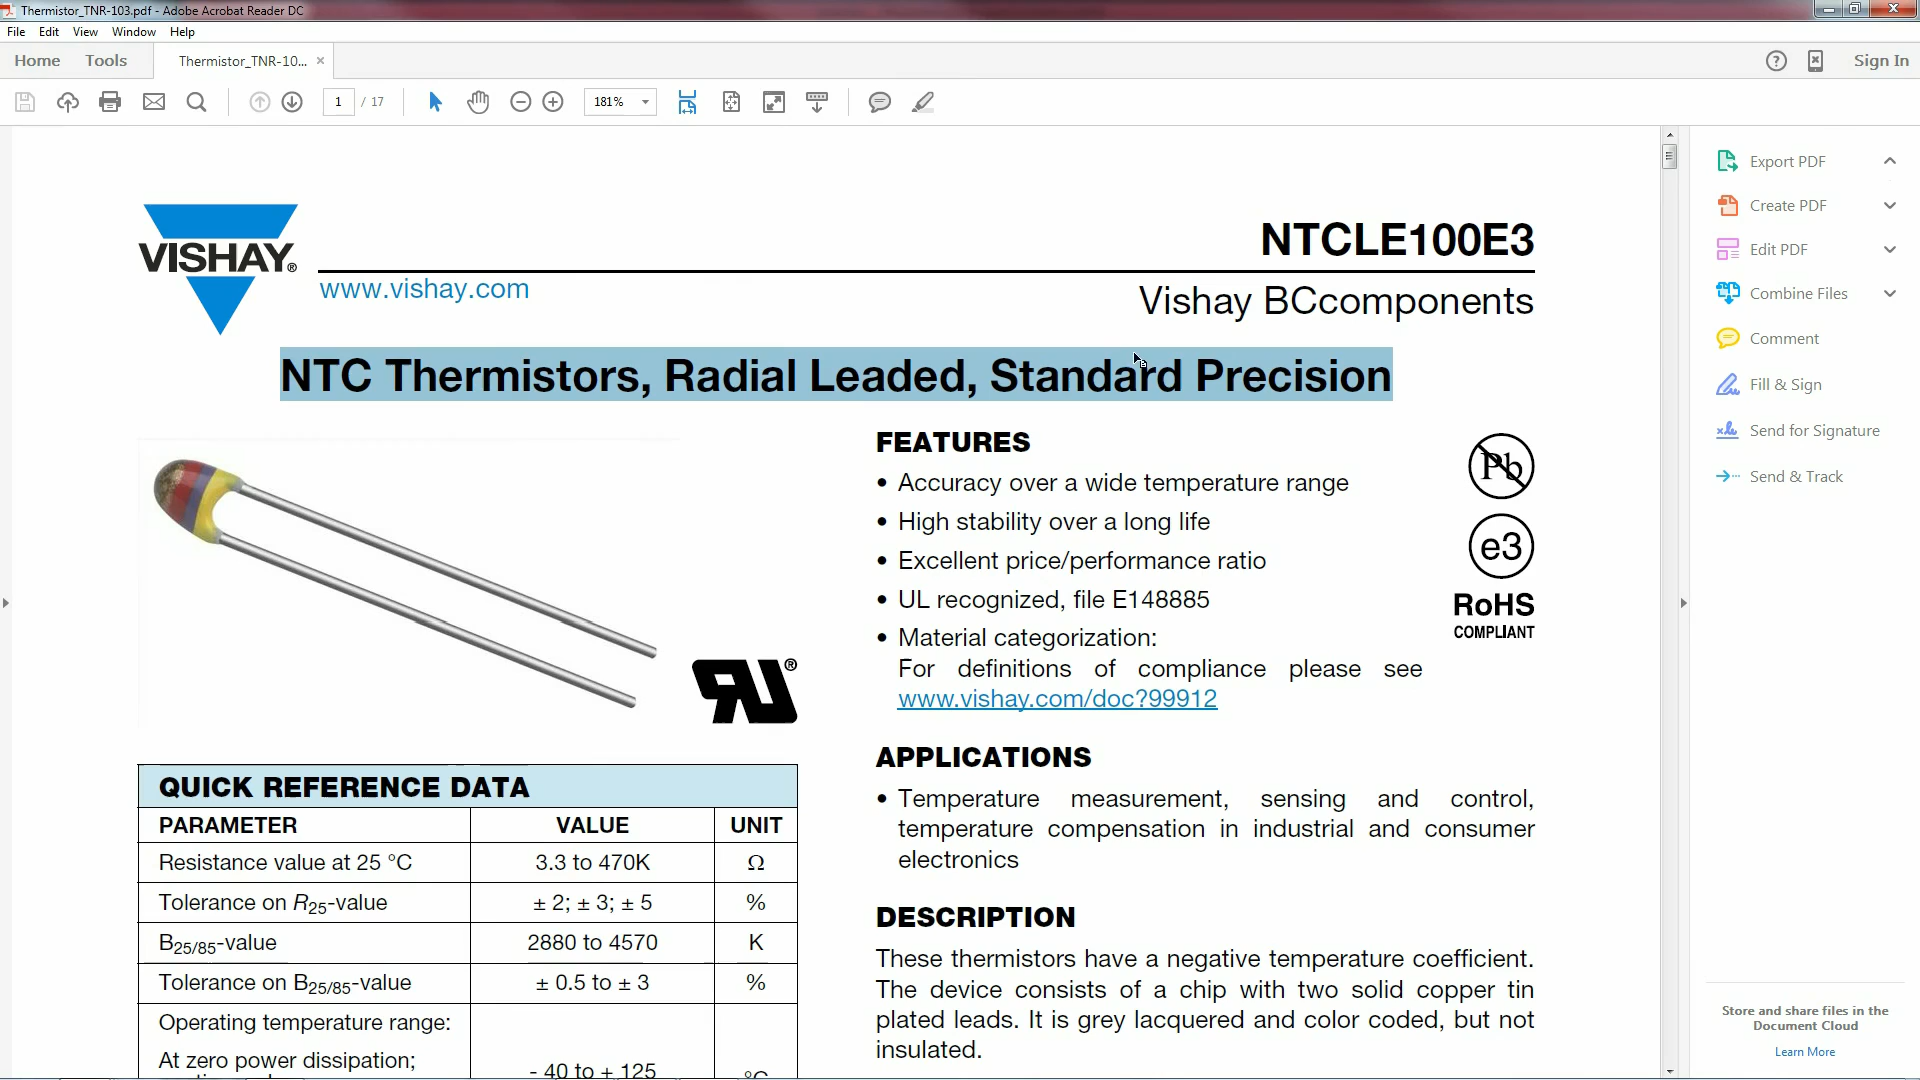 Thermistor_TNR-103.pdf - Adobe Acrobat Reader DC
File Edit View Window Help
Home Tools Thermistor_TNR-10... × Sign In
1 / 17 181%
VISHAY®
www.vishay.com
NTCLE100E3
Vishay BCcomponents
NTC Thermistors, Radial Leaded, Standard Precision
FEATURES
• Accuracy over a wide temperature range
• High stability over a long life
• Excellent price/performance ratio
• UL recognized, file E148885
• Material categorization:
For definitions of compliance please see
www.vishay.com/doc?99912
Pb
e3
RoHS
COMPLIANT
APPLICATIONS
• Temperature measurement, sensing and control,
temperature compensation in industrial and consumer
electronics
DESCRIPTION
These thermistors have a negative temperature coefficient.
The device consists of a chip with two solid copper tin
plated leads. It is grey lacquered and color coded, but not
insulated.
QUICK REFERENCE DATA
PARAMETER VALUE UNIT
Resistance value at 25 °C 3.3 to 470K Ω
Tolerance on R25-value ± 2; ± 3; ± 5 %
B25/85-value 2880 to 4570 K
Tolerance on B25/85-value ± 0.5 to ± 3 %
Operating temperature range:
At zero power dissipation;
- 40 to + 125 °C
Export PDF
Create PDF
Edit PDF
Combine Files
Comment
Fill & Sign
Send for Signature
Send & Track
Store and share files in the
Document Cloud
Learn More